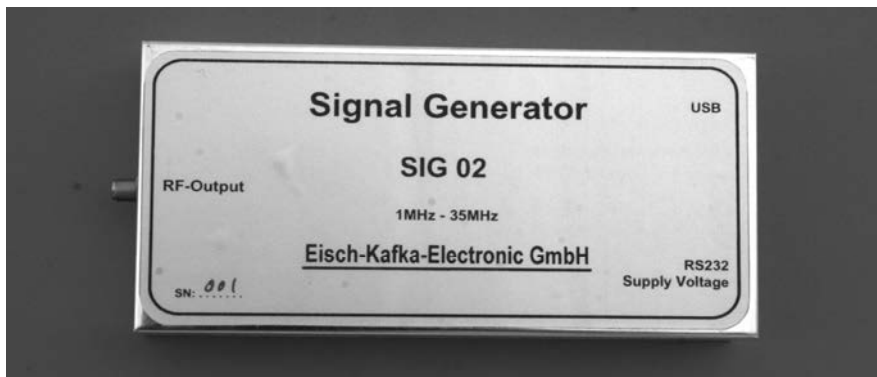 Signal Generator
USB
SIG 02
RF-Output
1MHz - 35MHz
Eisch-Kafka-Electronic GmbH
RS232
Supply Voltage
SN: 001